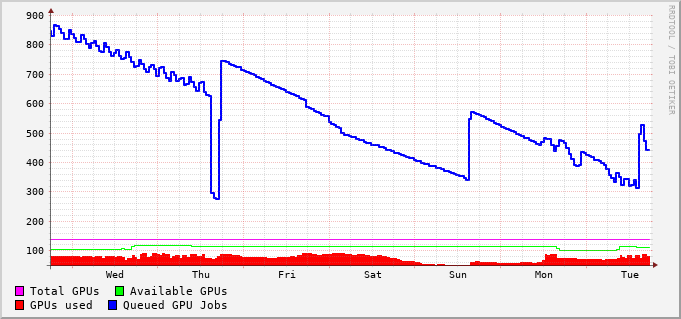 900
800
700
600
500
400
300
200
100
Wed Thu Fri Sat Sun Mon Tue
Total GPUs Available GPUs
GPUs used Queued GPU Jobs
RRDTOOL / TOBI OETIKER